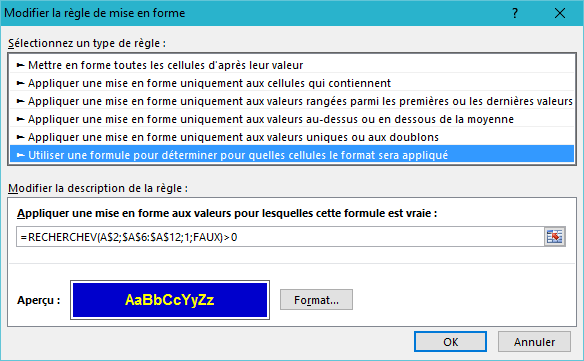 Modifier la règle de mise en forme
? ×
Sélectionnez un type de règle :
► Mettre en forme toutes les cellules d'après leur valeur
► Appliquer une mise en forme uniquement aux cellules qui contiennent
► Appliquer une mise en forme uniquement aux valeurs rangées parmi les premières ou les dernières valeurs
► Appliquer une mise en forme uniquement aux valeurs au-dessus ou en dessous de la moyenne
► Appliquer une mise en forme uniquement aux valeurs uniques ou aux doublons
► Utiliser une formule pour déterminer pour quelles cellules le format sera appliqué
Modifier la description de la règle :
Appliquer une mise en forme aux valeurs pour lesquelles cette formule est vraie :
=RECHERCHEV(A$2;$A$6:$A$12;1;FAUX)>0
Aperçu : AaBbCcYyZz Format...
OK Annuler